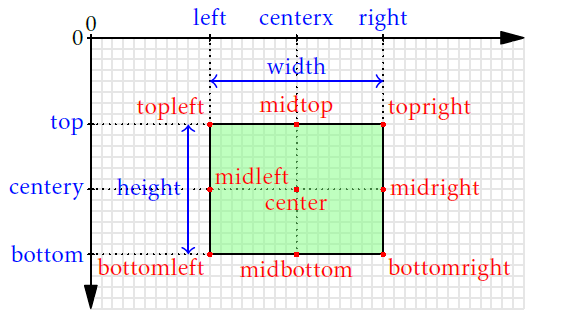 0 left centerx right
0
width
topleft midtop topright
top
midleft
centery height midright
center
bottom
bottomleft midbottom bottomright